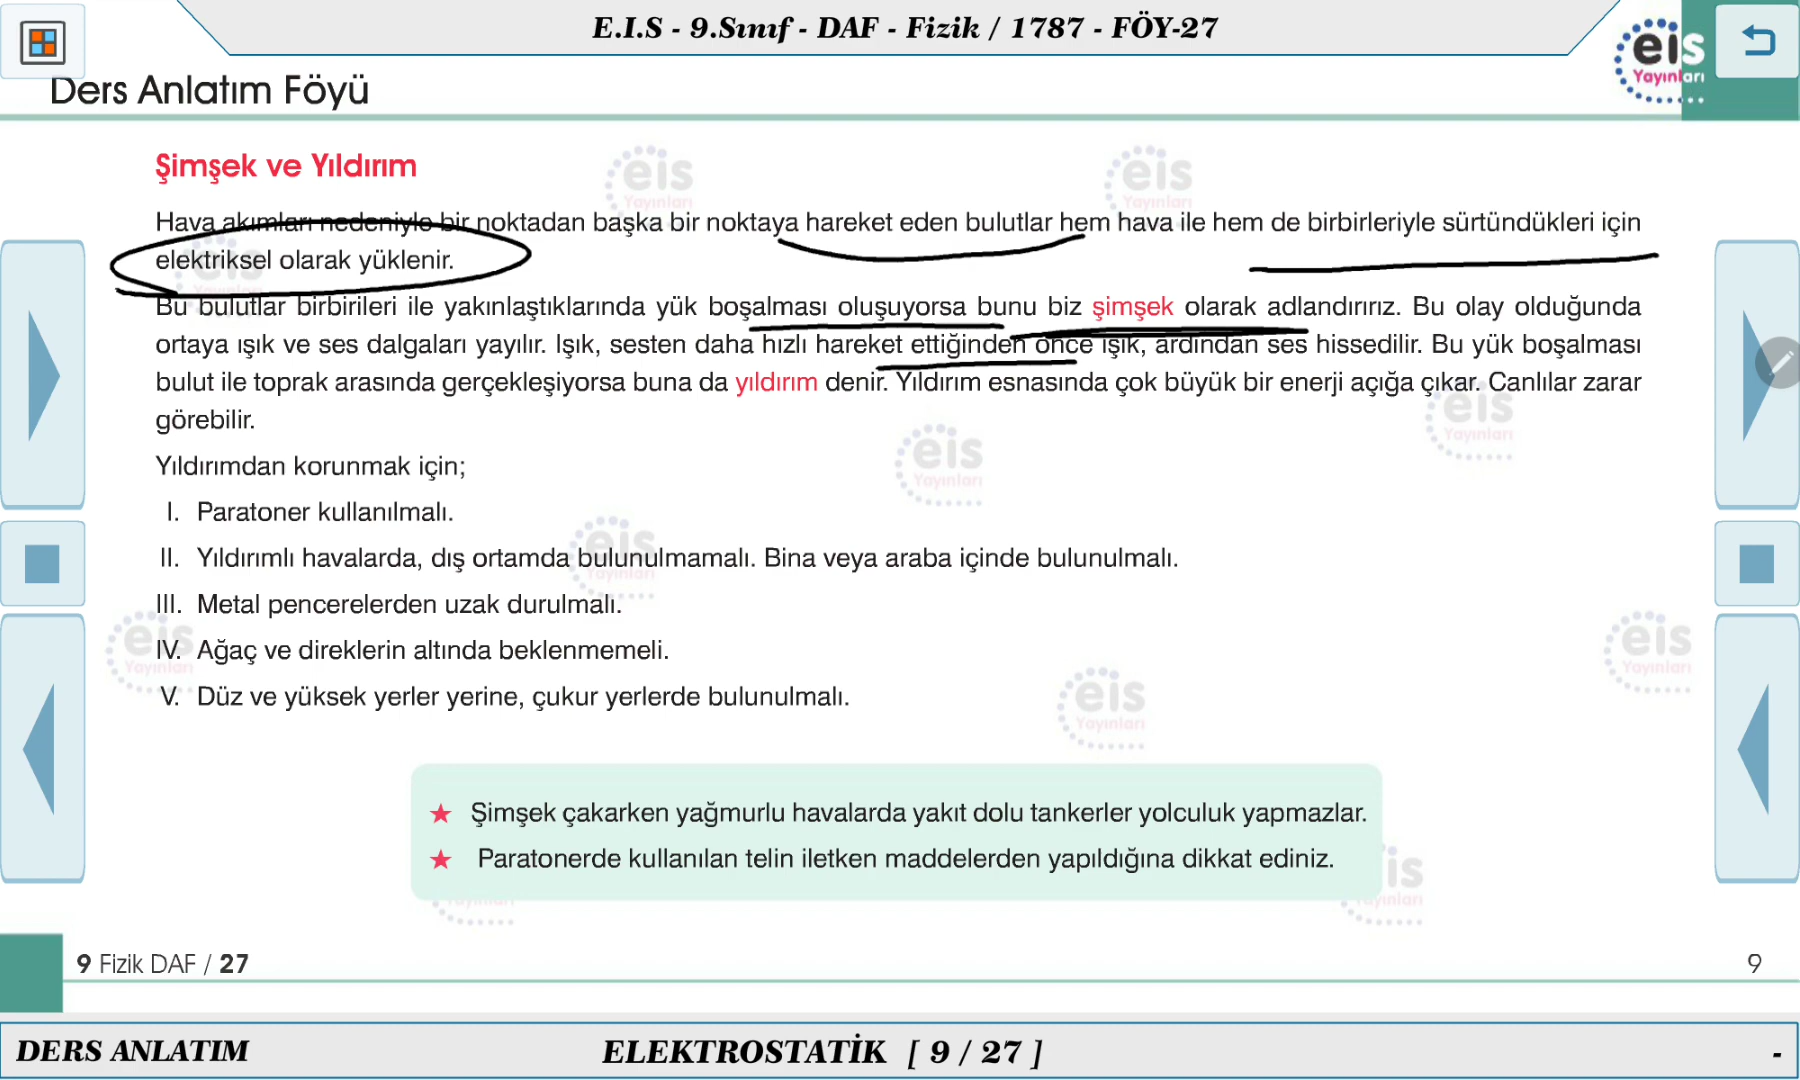 E.I.S - 9.Sınıf - DAF - Fizik / 1787 - FÖY-27
eis
Yayınları
Ders Anlatım Föyü
Şimşek ve Yıldırım
Hava akımları nedeniyle bir noktadan başka bir noktaya hareket eden bulutlar hem hava ile hem de birbirleriyle sürtündükleri için
elektriksel olarak yüklenir.
Bu bulutlar birbirileri ile yakınlaştıklarında yük boşalması oluşuyorsa bunu biz şimşek olarak adlandırırız. Bu olay olduğunda
ortaya ışık ve ses dalgaları yayılır. Işık, sesten daha hızlı hareket ettiğinden önce ışık, ardından ses hissedilir. Bu yük boşalması
bulut ile toprak arasında gerçekleşiyorsa buna da yıldırım denir. Yıldırım esnasında çok büyük bir enerji açığa çıkar. Canlılar zarar
görebilir.
Yıldırımdan korunmak için;
I. Paratoner kullanılmalı.
II. Yıldırımlı havalarda, dış ortamda bulunulmamalı. Bina veya araba içinde bulunulmalı.
III. Metal pencerelerden uzak durulmalı.
IV. Ağaç ve direklerin altında beklenmemeli.
V. Düz ve yüksek yerler yerine, çukur yerlerde bulunulmalı.
★ Şimşek çakarken yağmurlu havalarda yakıt dolu tankerler yolculuk yapmazlar.
★ Paratonerde kullanılan telin iletken maddelerden yapıldığına dikkat ediniz.
9 Fizik DAF / 27
9
DERS ANLATIM
ELEKTROSTATİK [ 9 / 27 ]
-